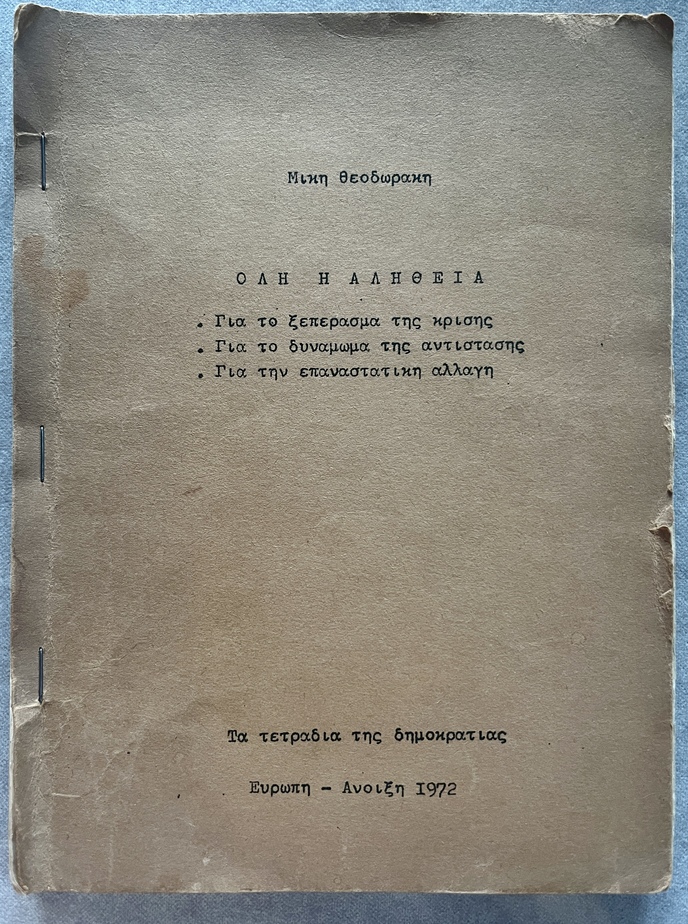 Μικη Θεοδωρακη
ΟΛΗ Η ΑΛΗΘΕΙΑ
. Για το ξεπερασμα της κρισης
. Για το δυναμωμα της αντιστασης
. Για την επαναστατικη αλλαγη
Τα τετραδια της δημοκρατιας
Ευρωπη - Ανοιξη 1972